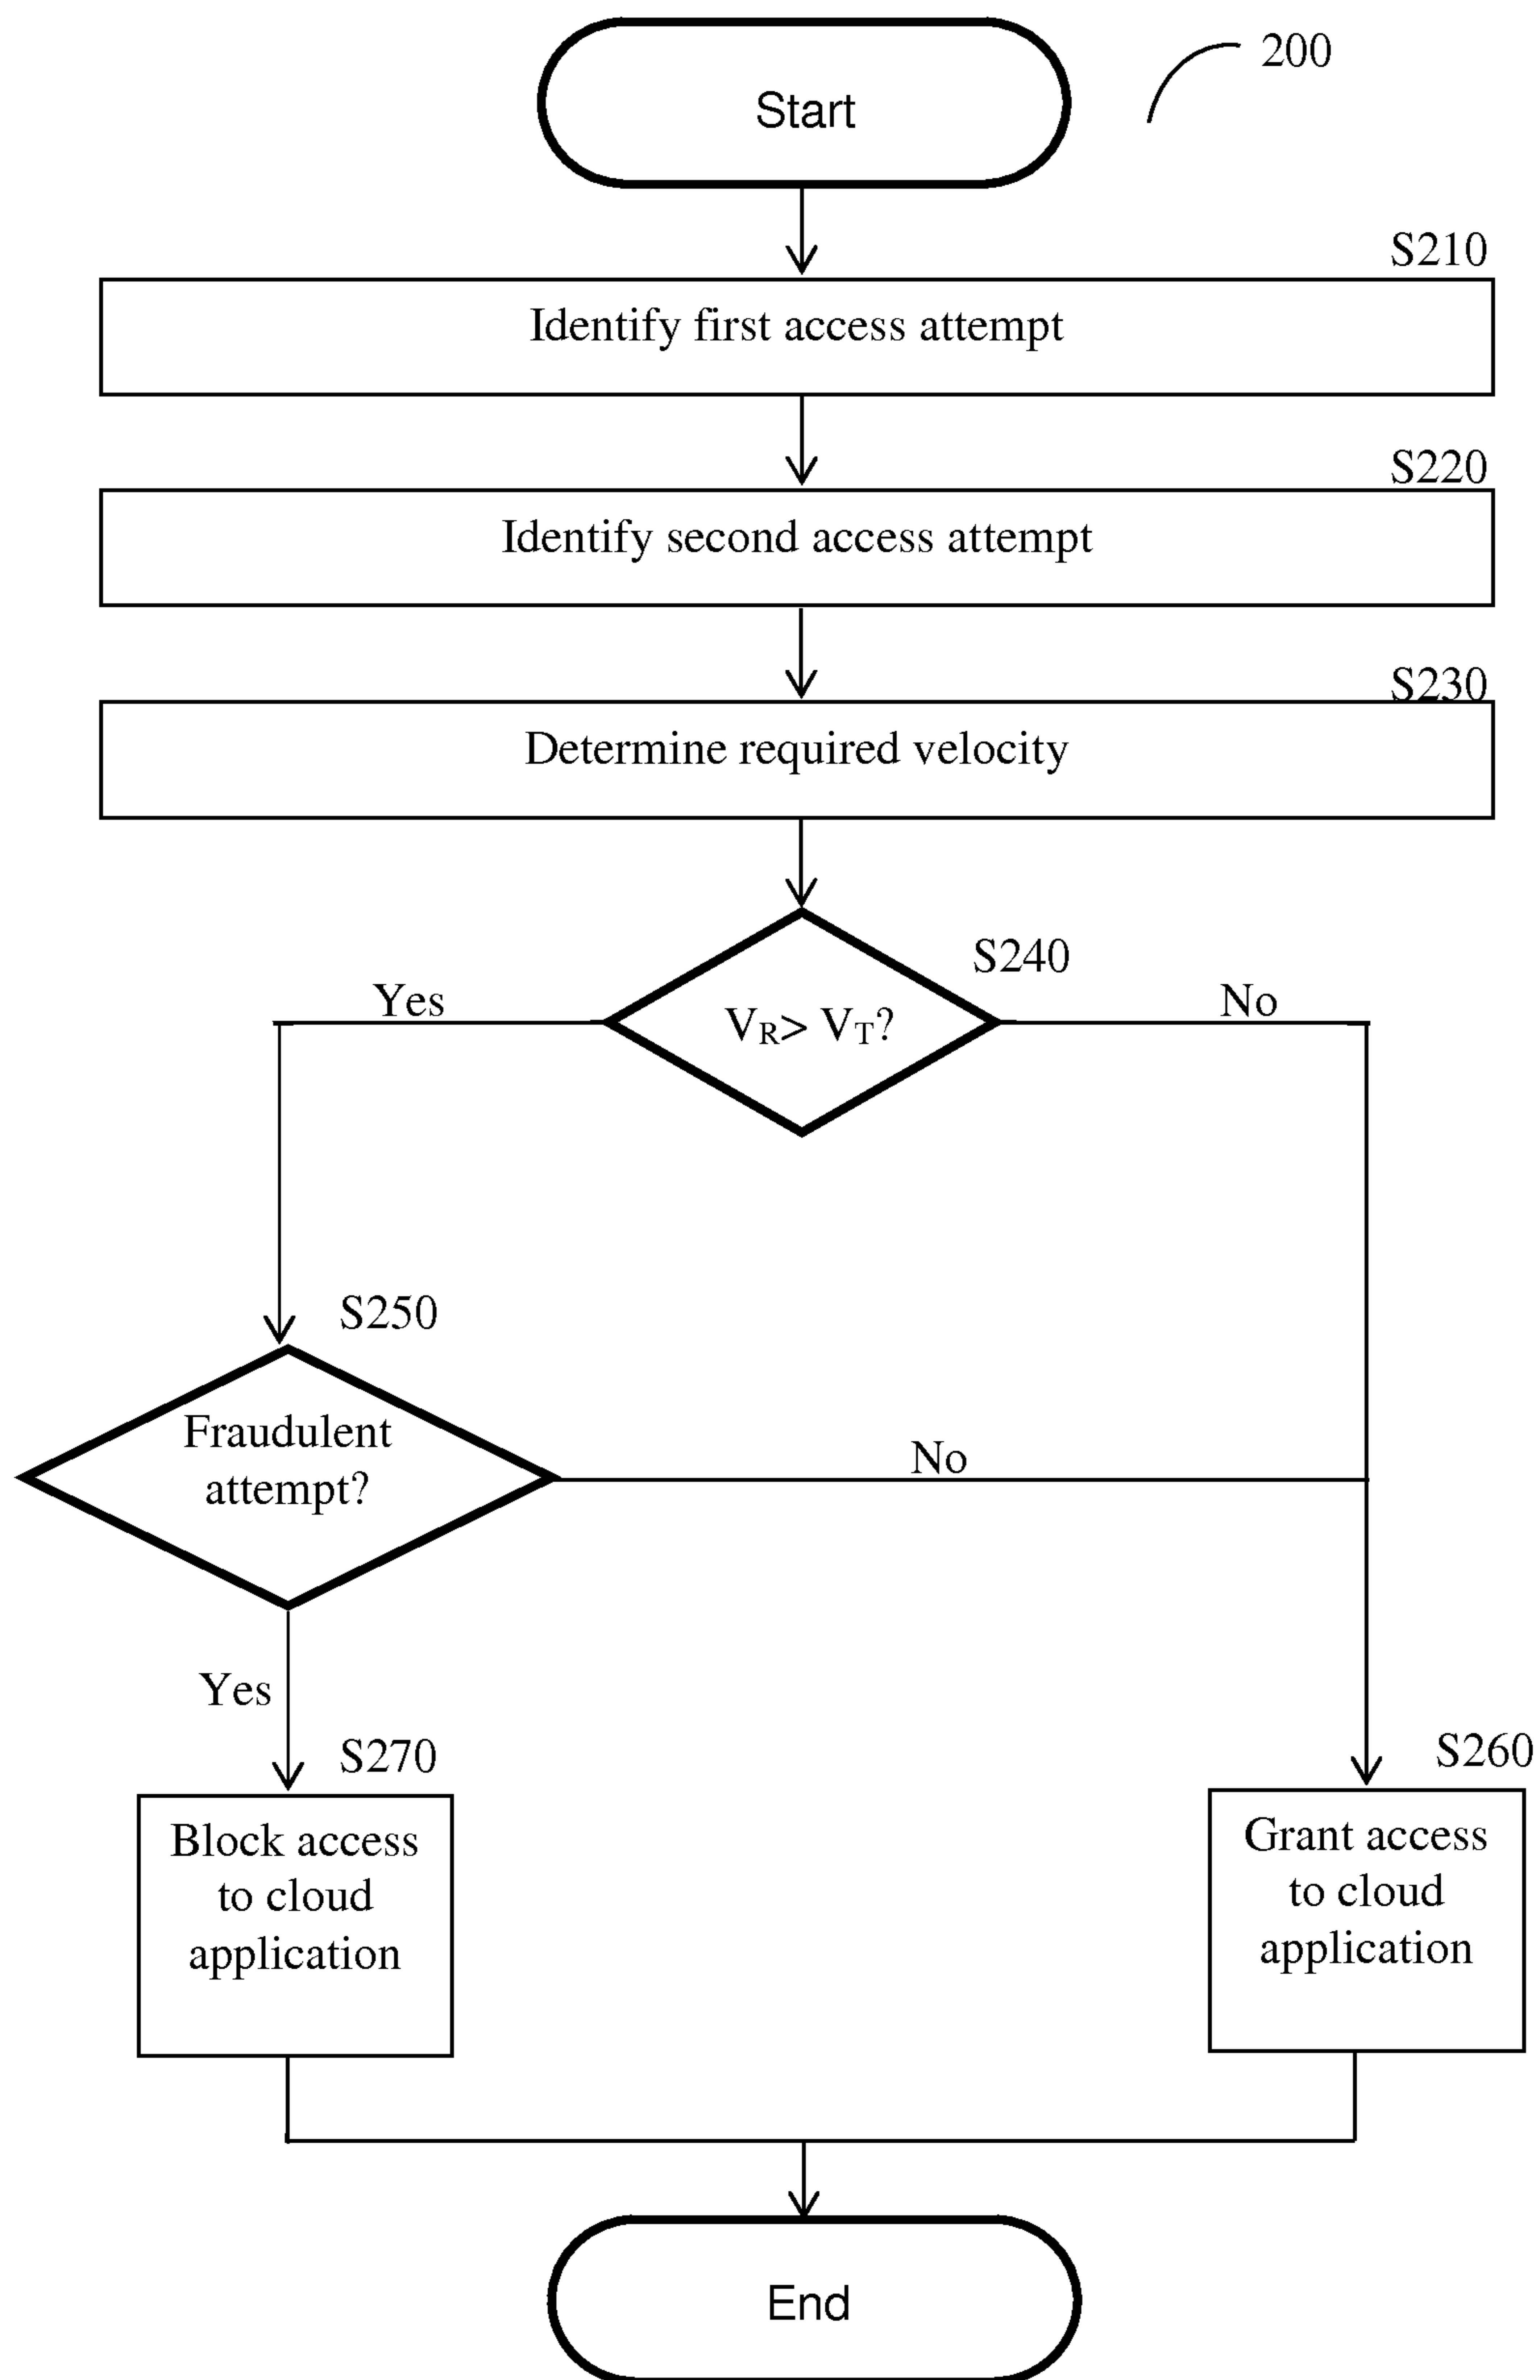 200
Start
S210
Identify first access attempt
S220
Identify second access attempt
S230
Determine required velocity
S240
Yes
No
VR> VT?
S250
Fraudulent
attempt?
No
Yes
S270
S260
Block access
to cloud
application
Grant access
to cloud
application
End